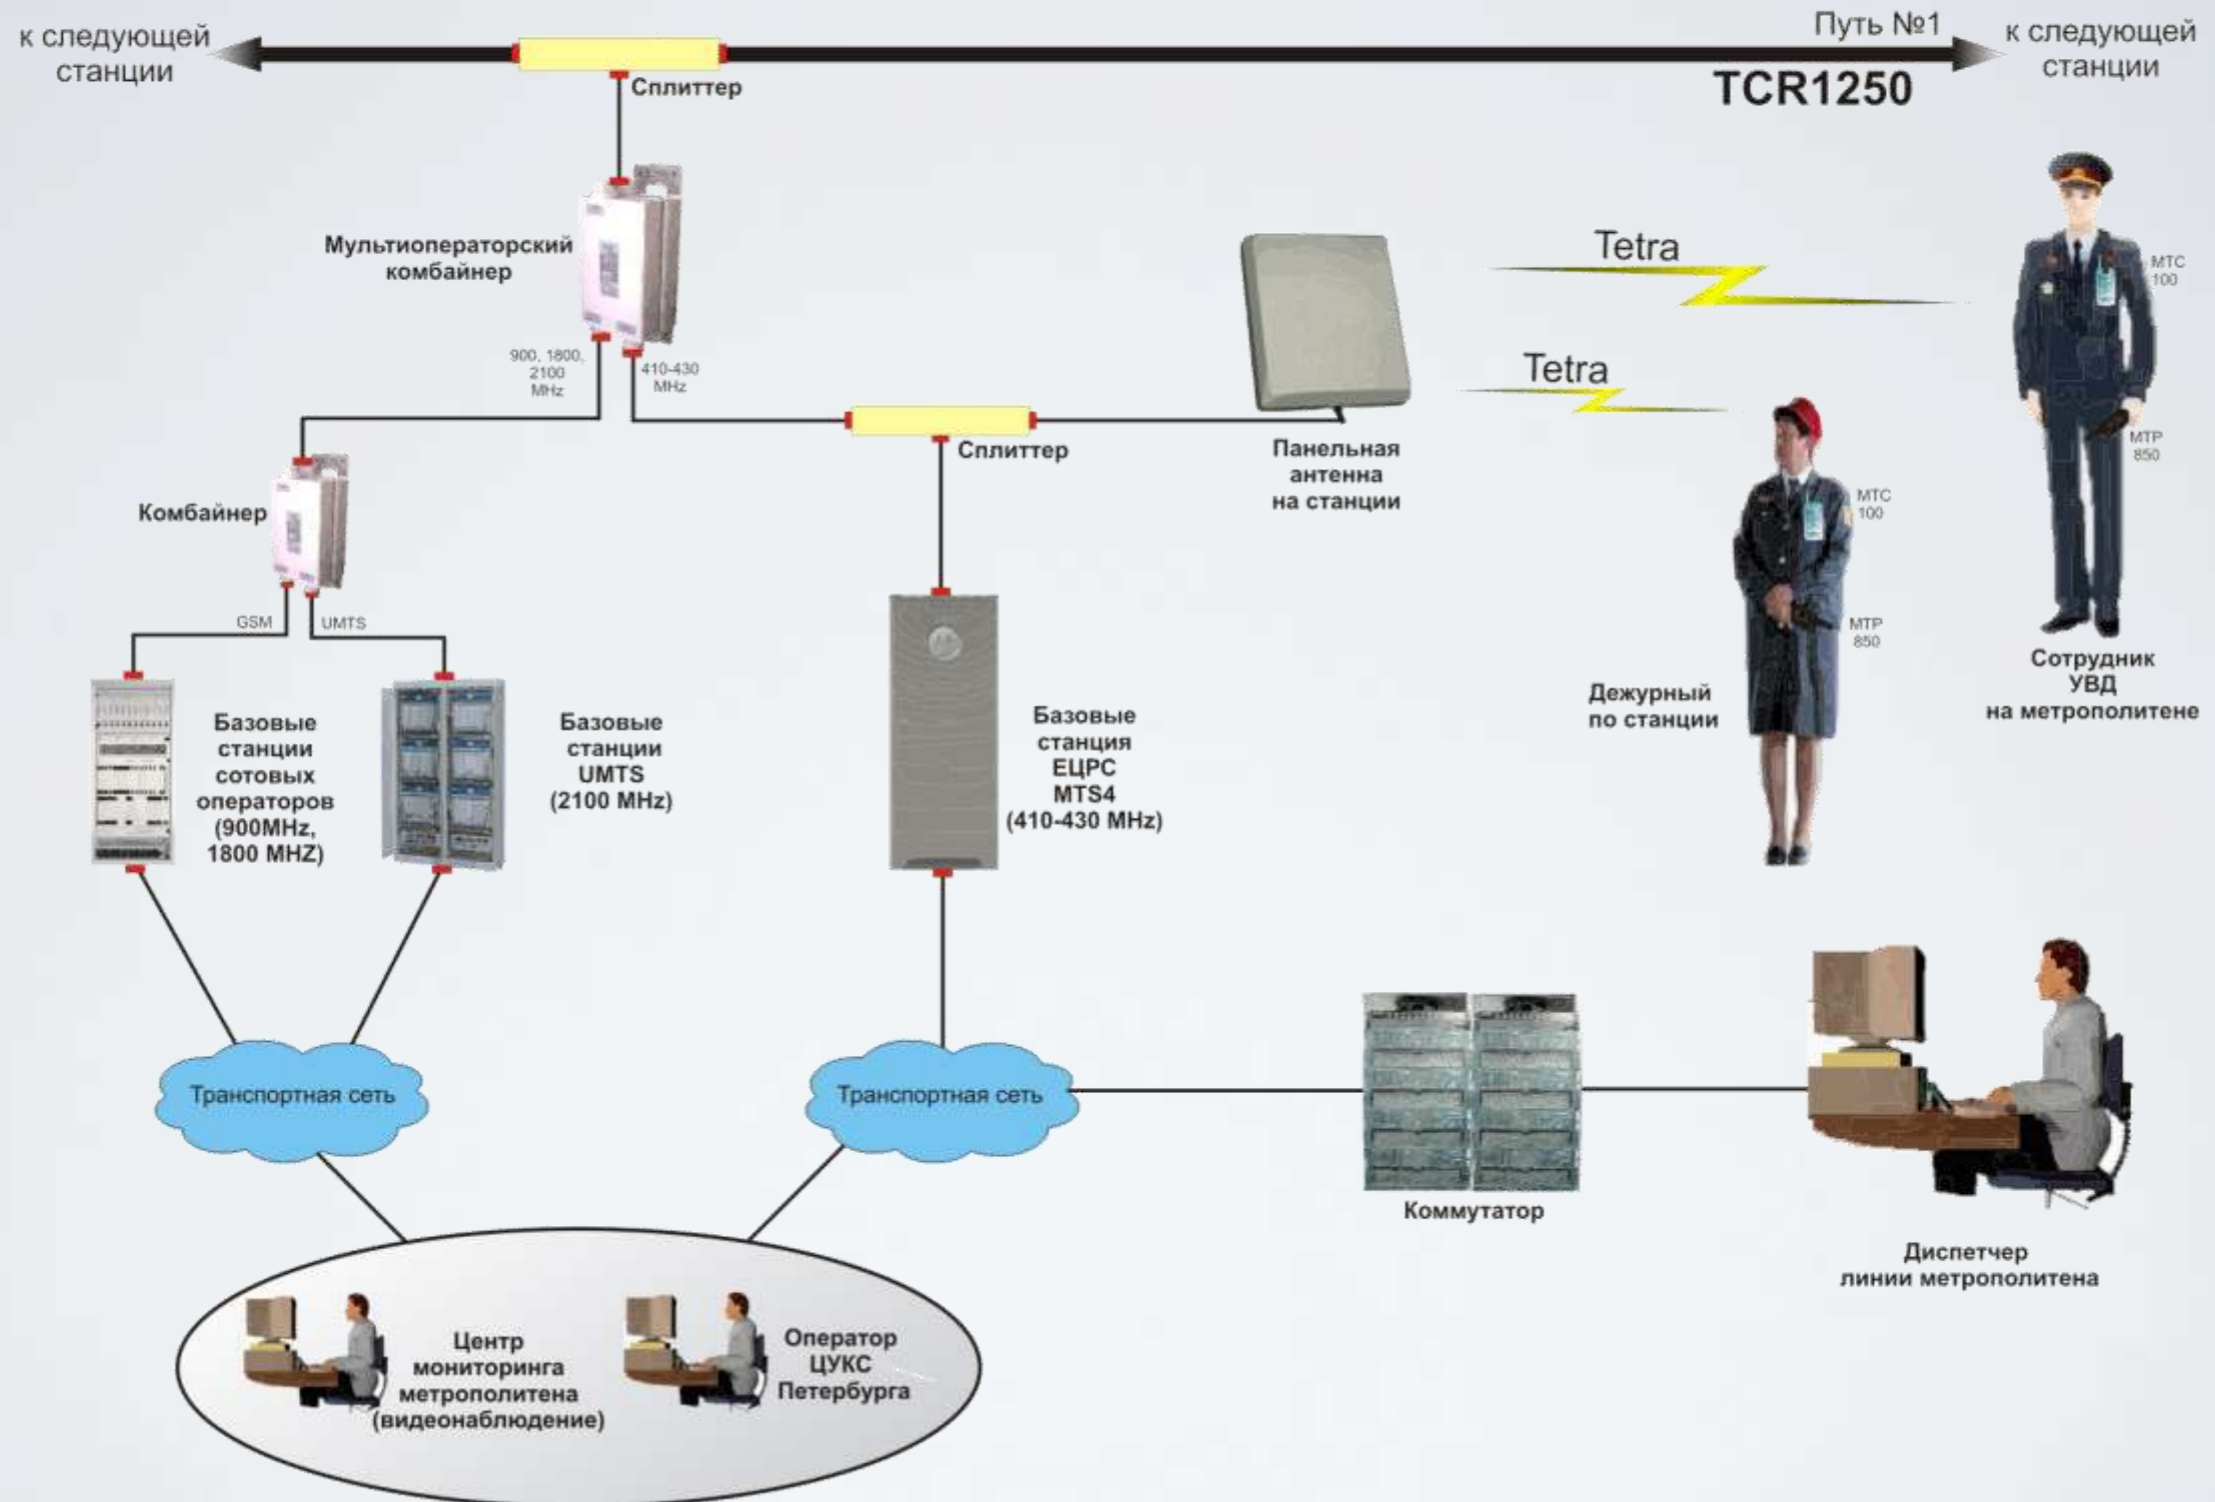 к следующей
станции
Сплиттер
Путь №1
TCR1250
к следующей
станции
Мультиоператорский
комбайнер
900, 1800,
2100
MHz
410-430
MHz
Tetra
Tetra
МТС
100
МТР
850
МТС
100
МТР
850
Сплиттер
Панельная
антенна
на станции
Комбайнер
GSM
UMTS
Базовые
станции
сотовых
операторов
(900MHz,
1800 MHZ)
Базовые
станции
UMTS
(2100 MHz)
Базовые
станция
ЕЦРС
MTS4
(410-430 MHz)
Дежурный
по станции
Сотрудник
УВД
на метрополитене
Транспортная сеть
Транспортная сеть
Коммутатор
Диспетчер
линии метрополитена
Центр
мониторинга
метрополитена
(видеонаблюдение)
Оператор
ЦУКС
Петербурга